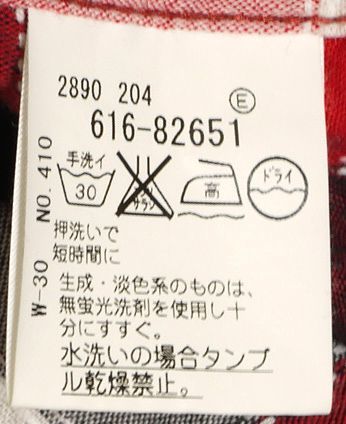 2890 204 Ⓔ
616-82651
手洗イ
30
サラシ
高
ドライ
押洗いで
短時間に
生成・淡色系のものは、
無蛍光洗剤を使用し十
分にすすぐ。
水洗いの場合タンブ
ル乾燥禁止。
W-30 NO. 410